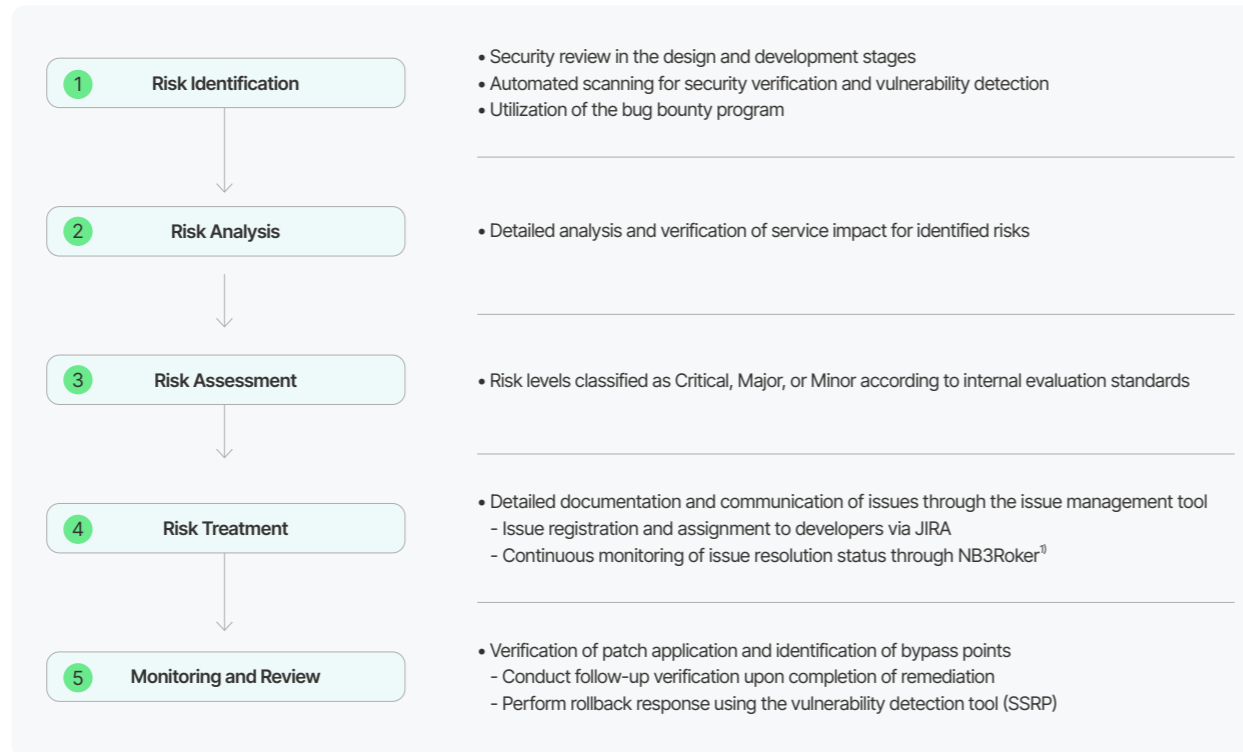 1 Risk Identification
• Security review in the design and development stages
• Automated scanning for security verification and vulnerability detection
• Utilization of the bug bounty program
2 Risk Analysis
• Detailed analysis and verification of service impact for identified risks
3 Risk Assessment
• Risk levels classified as Critical, Major, or Minor according to internal evaluation standards
4 Risk Treatment
• Detailed documentation and communication of issues through the issue management tool
- Issue registration and assignment to developers via JIRA
- Continuous monitoring of issue resolution status through NB3Roker¹⁾
5 Monitoring and Review
• Verification of patch application and identification of bypass points
- Conduct follow-up verification upon completion of remediation
- Perform rollback response using the vulnerability detection tool (SSRP)